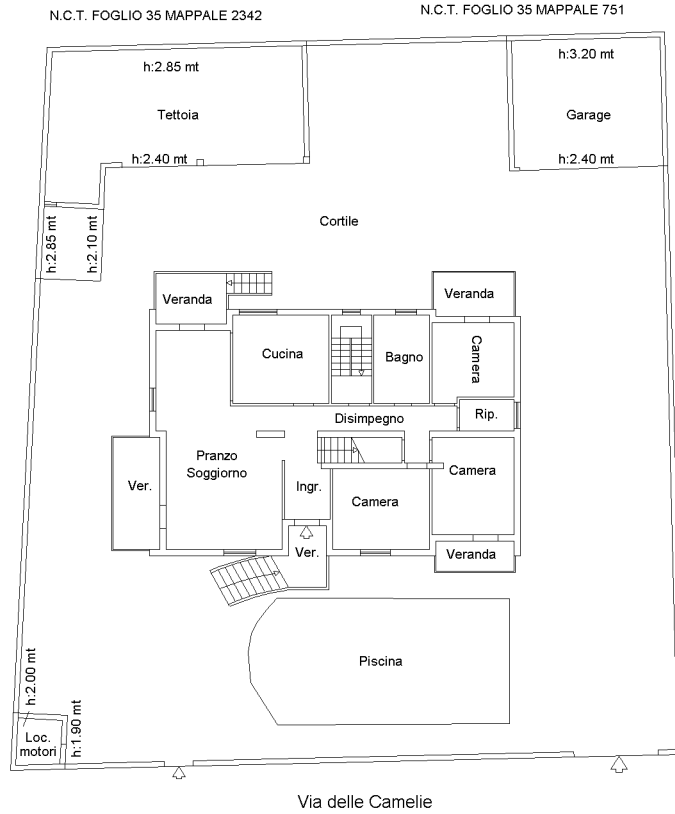 N.C.T. FOGLIO 35 MAPPALE 2342
N.C.T. FOGLIO 35 MAPPALE 751
h:2.85 mt
h:3.20 mt
Tettoia
Garage
h:2.40 mt
h:2.40 mt
h:2.85 mt
h:2.10 mt
Cortile
Veranda
Veranda
Cucina
Bagno
Camera
Disimpegno
Rip.
Pranzo
Soggiorno
Ver.
Ingr.
Camera
Camera
Ver.
Veranda
Piscina
h:2.00 mt
h:1.90 mt
Loc.
motori
Via delle Camelie